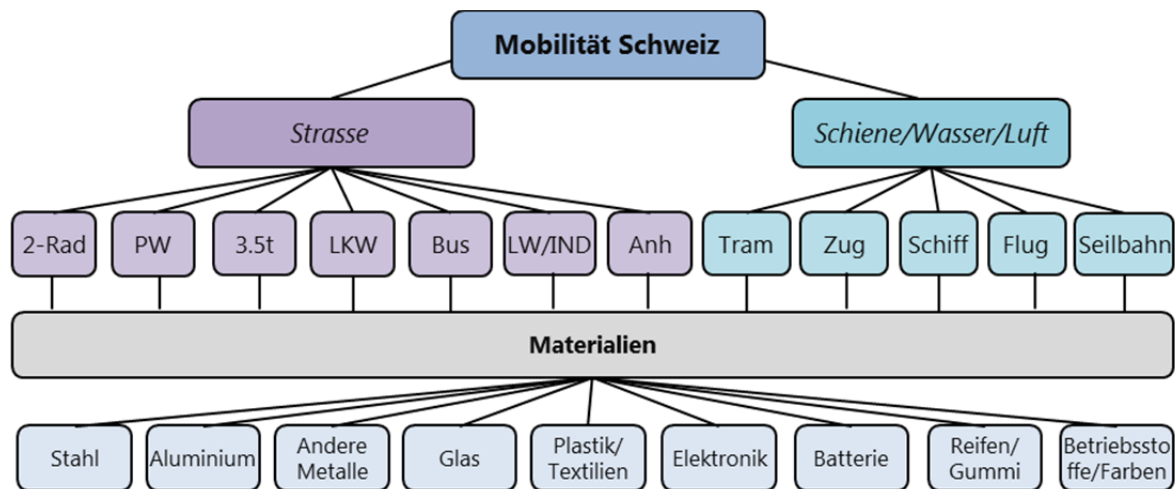 Mobilität Schweiz
Strasse
Schiene/Wasser/Luft
2-Rad
PW
3.5t
LKW
Bus
LW/IND
Anh
Tram
Zug
Schiff
Flug
Seilbahn
Materialien
Stahl
Aluminium
Andere
Metalle
Glas
Plastik/
Textilien
Elektronik
Batterie
Reifen/
Gummi
Betriebssto
ffe/Farben